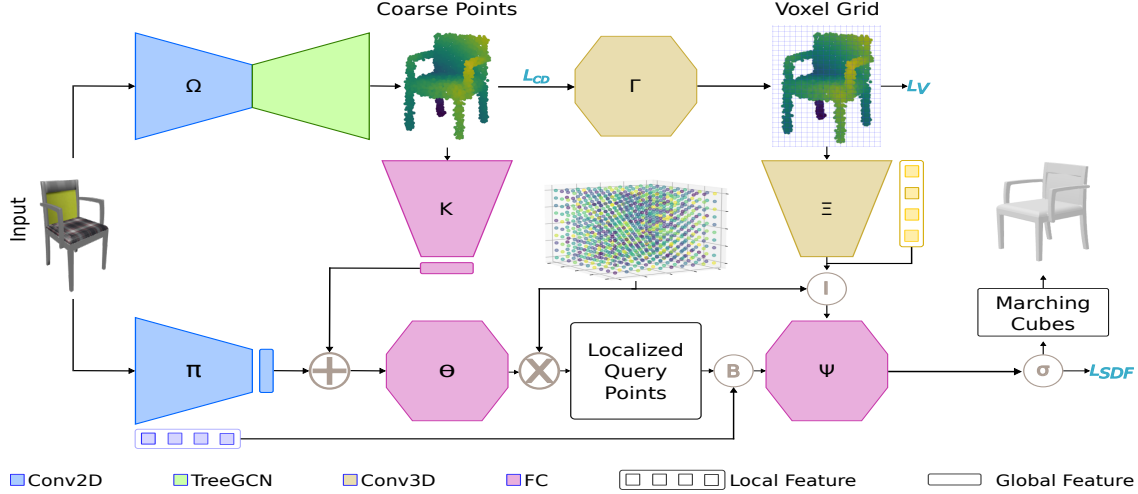 Coarse Points
Voxel Grid
Ω
L_CD
Γ
L_V
Input
K
Ξ
I
Marching
Cubes
π
+
Θ
X
Localized
Query
Points
B
Ψ
σ
L_SDF
Conv2D
TreeGCN
Conv3D
FC
Local Feature
Global Feature